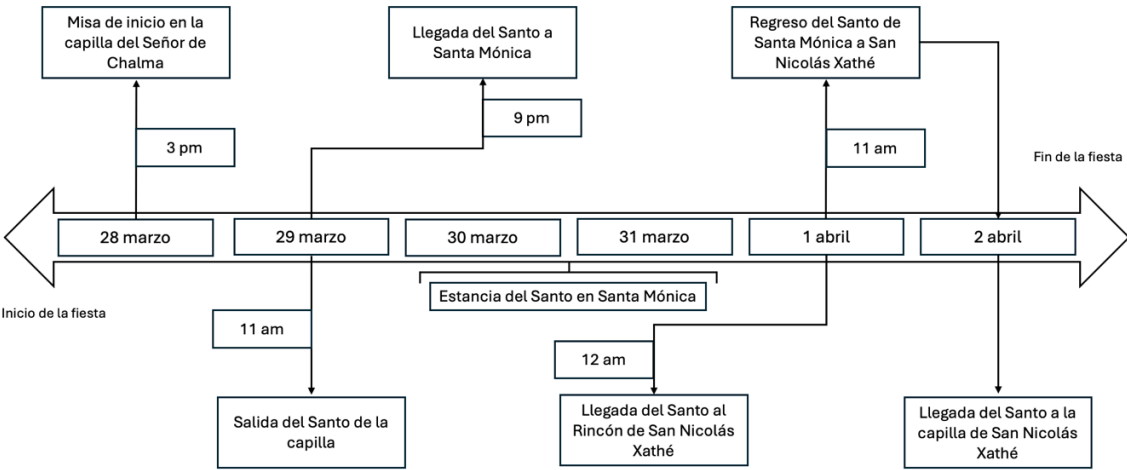 Misa de inicio en la
capilla del Señor de
Chalma
Llegada del Santo a
Santa Mónica
Regreso del Santo de
Santa Mónica a San
Nicolás Xathé
3 pm
9 pm
11 am
Fin de la fiesta
28 marzo
29 marzo
30 marzo
31 marzo
1 abril
2 abril
Estancia del Santo en Santa Mónica
Inicio de la fiesta
11 am
12 am
Salida del Santo de la
capilla
Llegada del Santo al
Rincón de San Nicolás
Xathé
Llegada del Santo a la
capilla de San Nicolás
Xathé